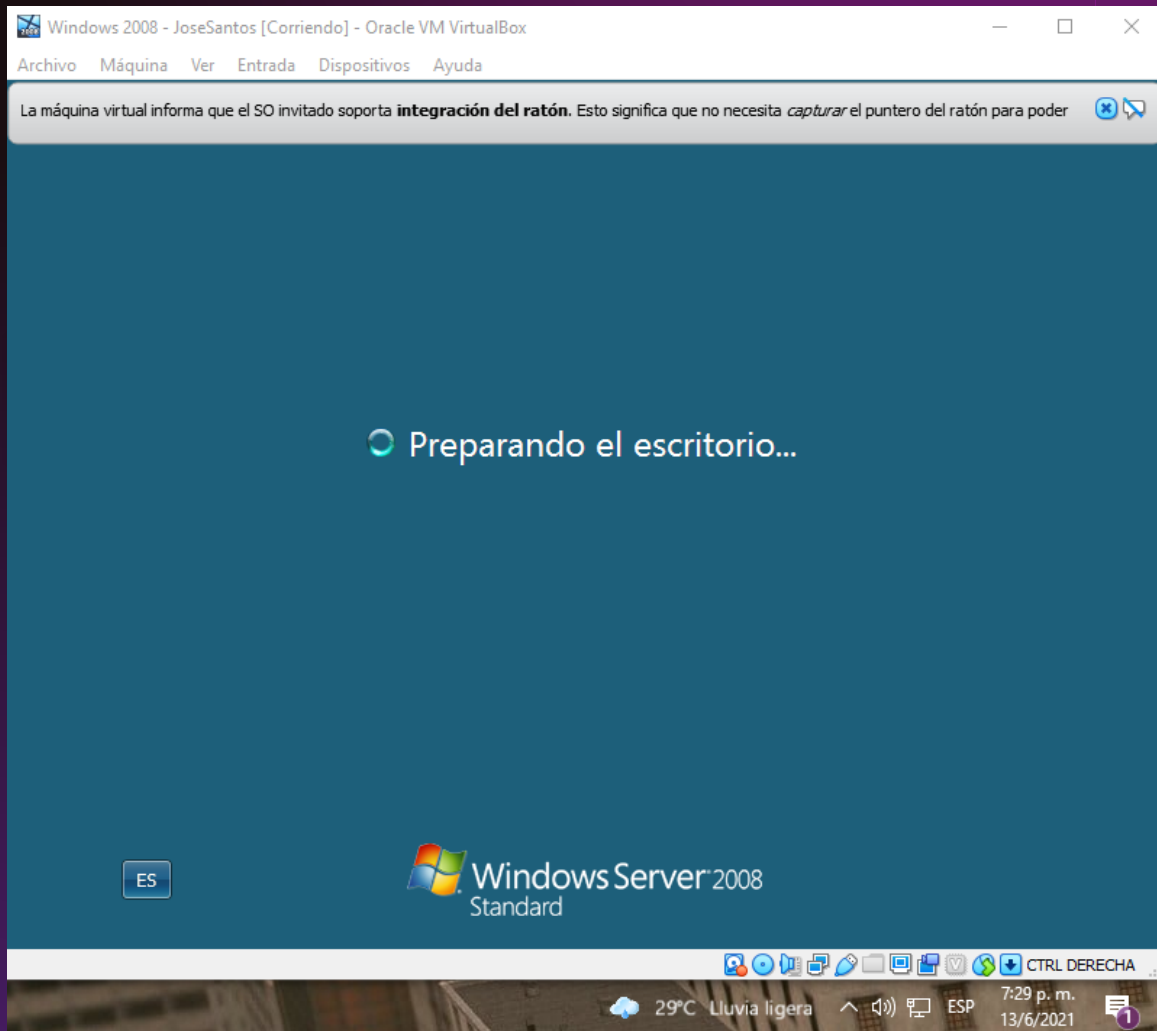 Windows 2008 - JoseSantos [Corriendo] - Oracle VM VirtualBox
Archivo Máquina Ver Entrada Dispositivos Ayuda
La máquina virtual informa que el SO invitado soporta integración del ratón. Esto significa que no necesita capturar el puntero del ratón para poder
Preparando el escritorio...
ES
Windows Server 2008
Standard
CTRL DERECHA
29°C Lluvia ligera ESP
7:29 p. m.
13/6/2021
1